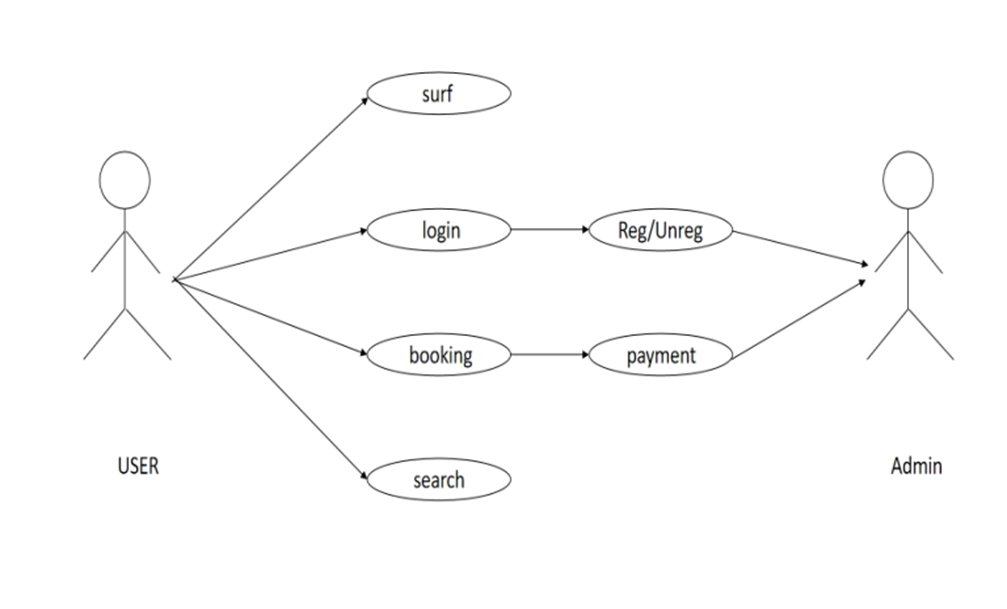 surf
login
Reg/Unreg
booking
payment
USER
Admin
search